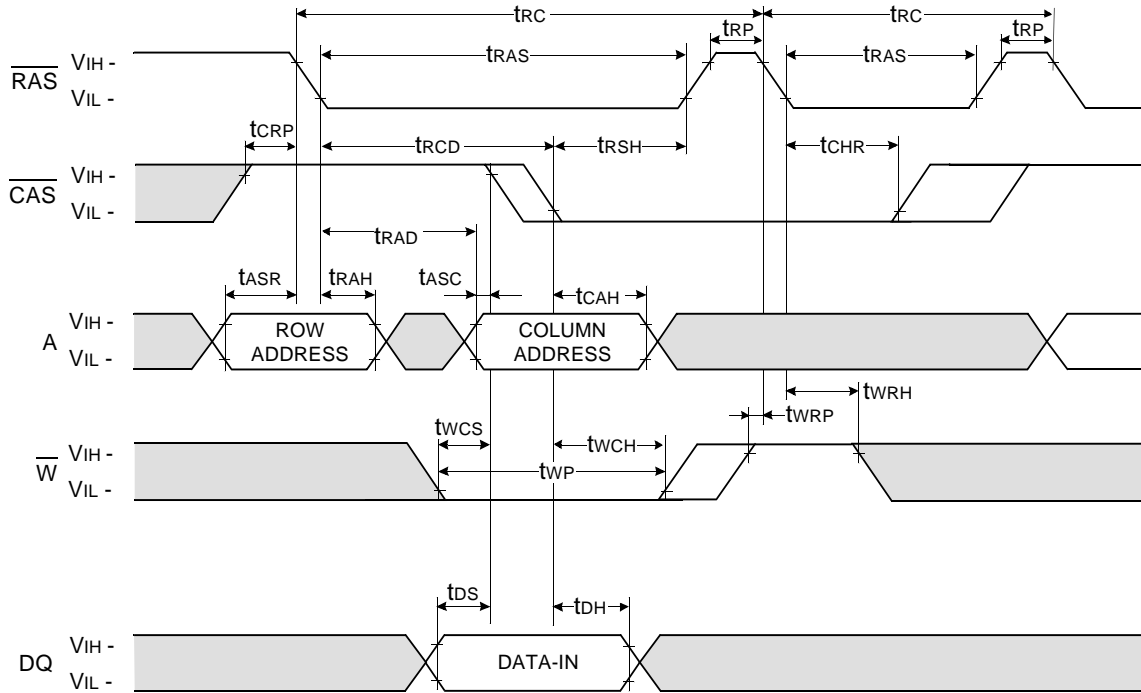 tRC tRC
tRP tRP
RAS VIH - tRAS tRAS
VIL -
tCRP tRCD tRSH tCHR
CAS VIH -
VIL -
tRAD
tASR tRAH tASC tCAH
A VIH - ROW ADDRESS COLUMN ADDRESS
VIL -
tWRH
tWRP
tWCS tWCH
W VIH - tWP
VIL -
tDS tDH
DQ VIH - DATA-IN
VIL -